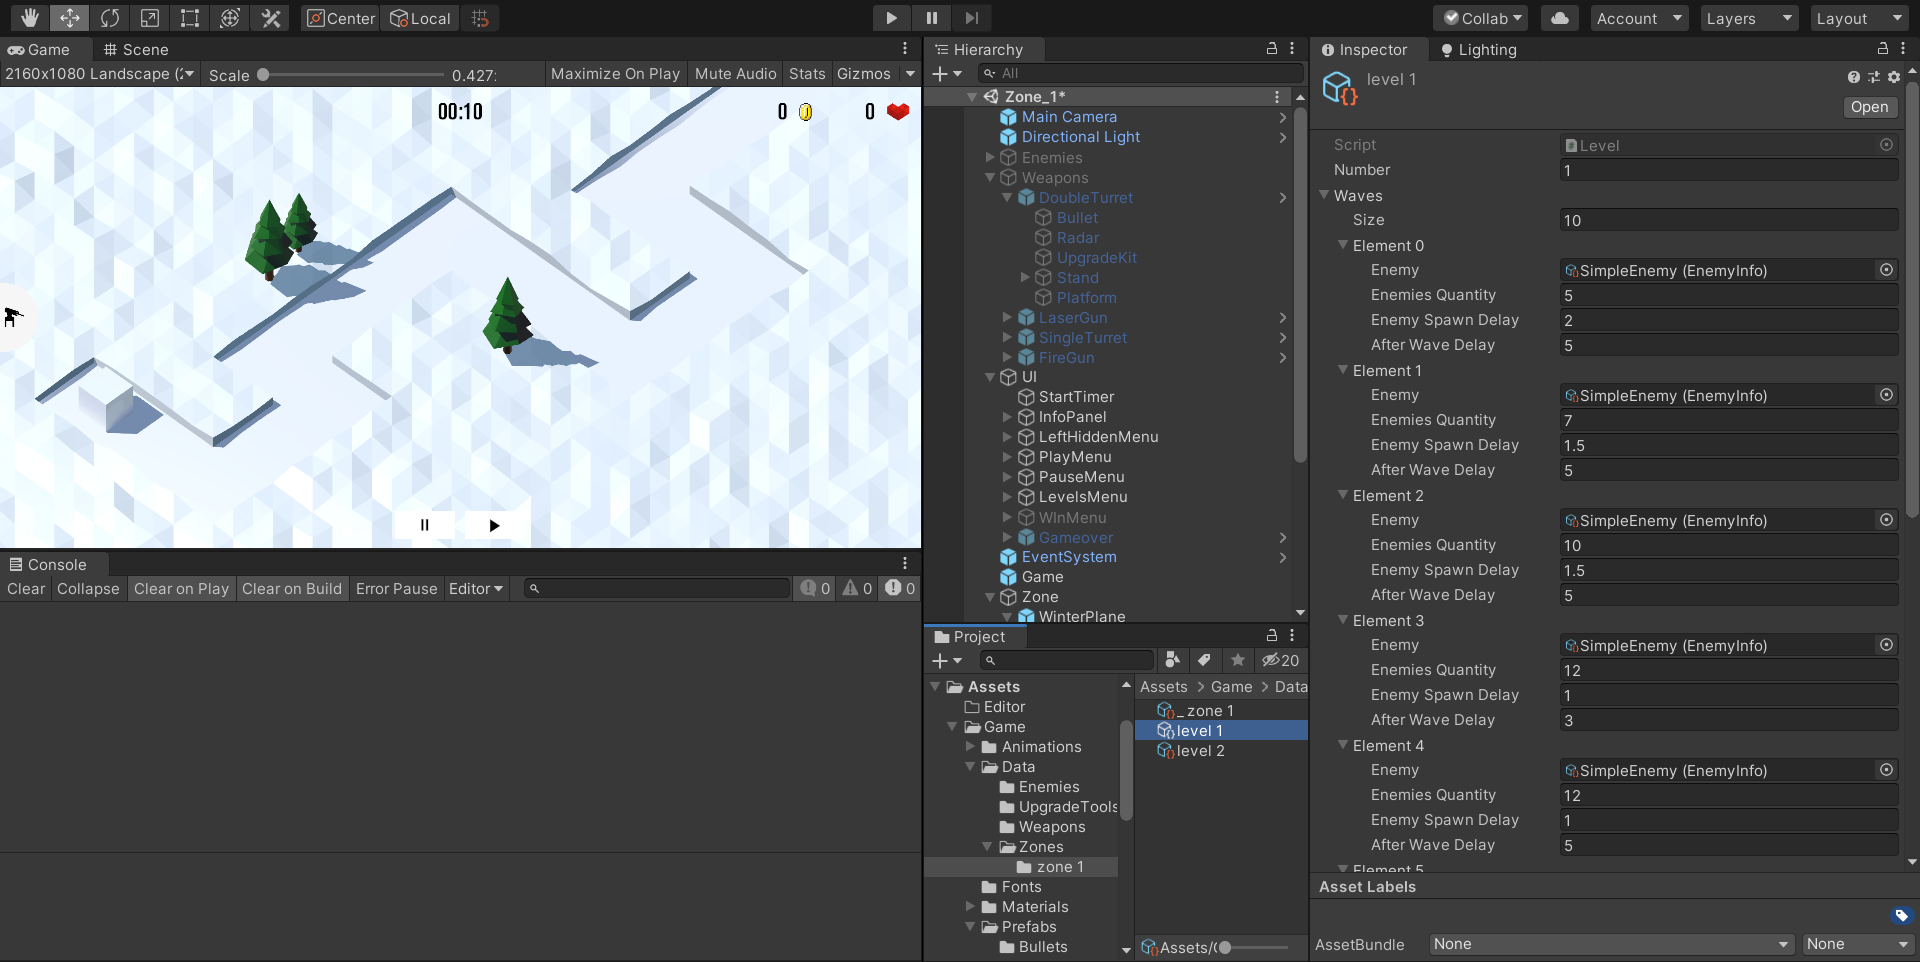 Center
Local
Collab
Account
Layers
Layout
Game
Scene
2160x1080 Landscape (2
Scale
0.427:
Maximize On Play
Mute Audio
Stats
Gizmos
00:10
0
0
Console
Clear
Collapse
Clear on Play
Clear on Build
Error Pause
Editor
0
0
0
Hierarchy
All
Zone_1*
Main Camera
Directional Light
Enemies
Weapons
DoubleTurret
Bullet
Radar
UpgradeKit
Stand
Platform
LaserGun
SingleTurret
FireGun
UI
StartTimer
InfoPanel
LeftHiddenMenu
PlayMenu
PauseMenu
LevelsMenu
WInMenu
Gameover
EventSystem
Game
Zone
WinterPlane
Project
20
Assets
Editor
Game
Animations
Data
Enemies
UpgradeTools
Weapons
Zones
zone 1
Fonts
Materials
Prefabs
Bullets
Assets > Game > Data
_zone 1
level 1
level 2
Assets/
Inspector
Lighting
level 1
Open
Script
Level
Number
1
Waves
Size
10
Element 0
Enemy
SimpleEnemy (EnemyInfo)
Enemies Quantity
5
Enemy Spawn Delay
2
After Wave Delay
5
Element 1
Enemy
SimpleEnemy (EnemyInfo)
Enemies Quantity
7
Enemy Spawn Delay
1.5
After Wave Delay
5
Element 2
Enemy
SimpleEnemy (EnemyInfo)
Enemies Quantity
10
Enemy Spawn Delay
1.5
After Wave Delay
5
Element 3
Enemy
SimpleEnemy (EnemyInfo)
Enemies Quantity
12
Enemy Spawn Delay
1
After Wave Delay
3
Element 4
Enemy
SimpleEnemy (EnemyInfo)
Enemies Quantity
12
Enemy Spawn Delay
1
After Wave Delay
5
Element 5
Asset Labels
AssetBundle
None
None